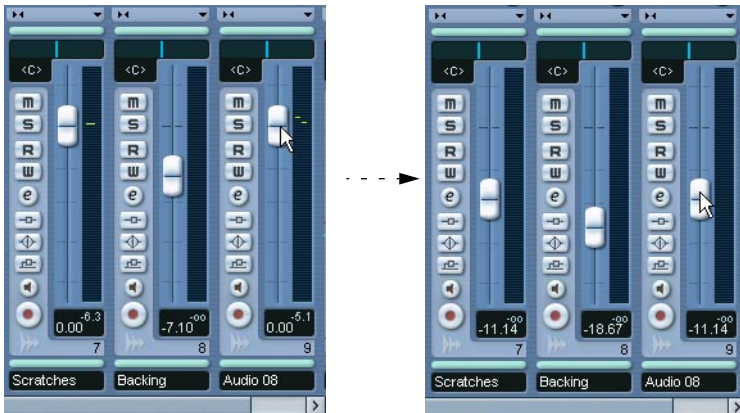 <C> <C> <C> <C> <C> <C>
m m m m m m
S S S S S S
R R R R R R
W W W W W W
e e e e e e
-6.3 -oo -5.1 -oo -oo -oo
0.00 -7.10 0.00 -11.14 -18.67 -11.14
7 8 9 7 8 9
Scratches Backing Audio 08 Scratches Backing Audio 08